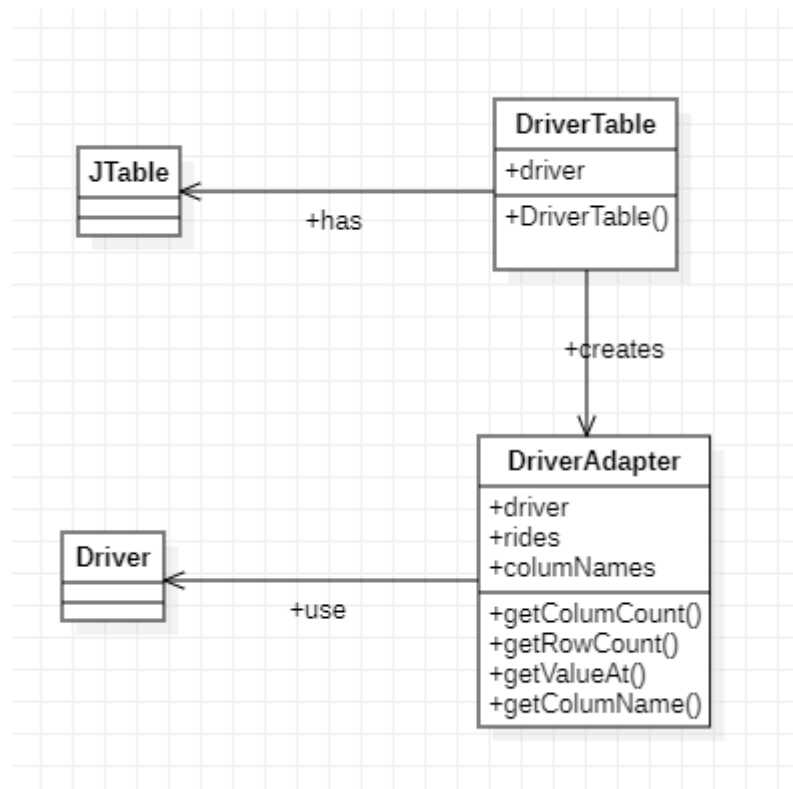 DriverTable
+driver
+DriverTable()
JTable
+has
+creates
DriverAdapter
+driver
+rides
+columNames
+getColumCount()
+getRowCount()
+getValueAt()
+getColumName()
Driver
+use